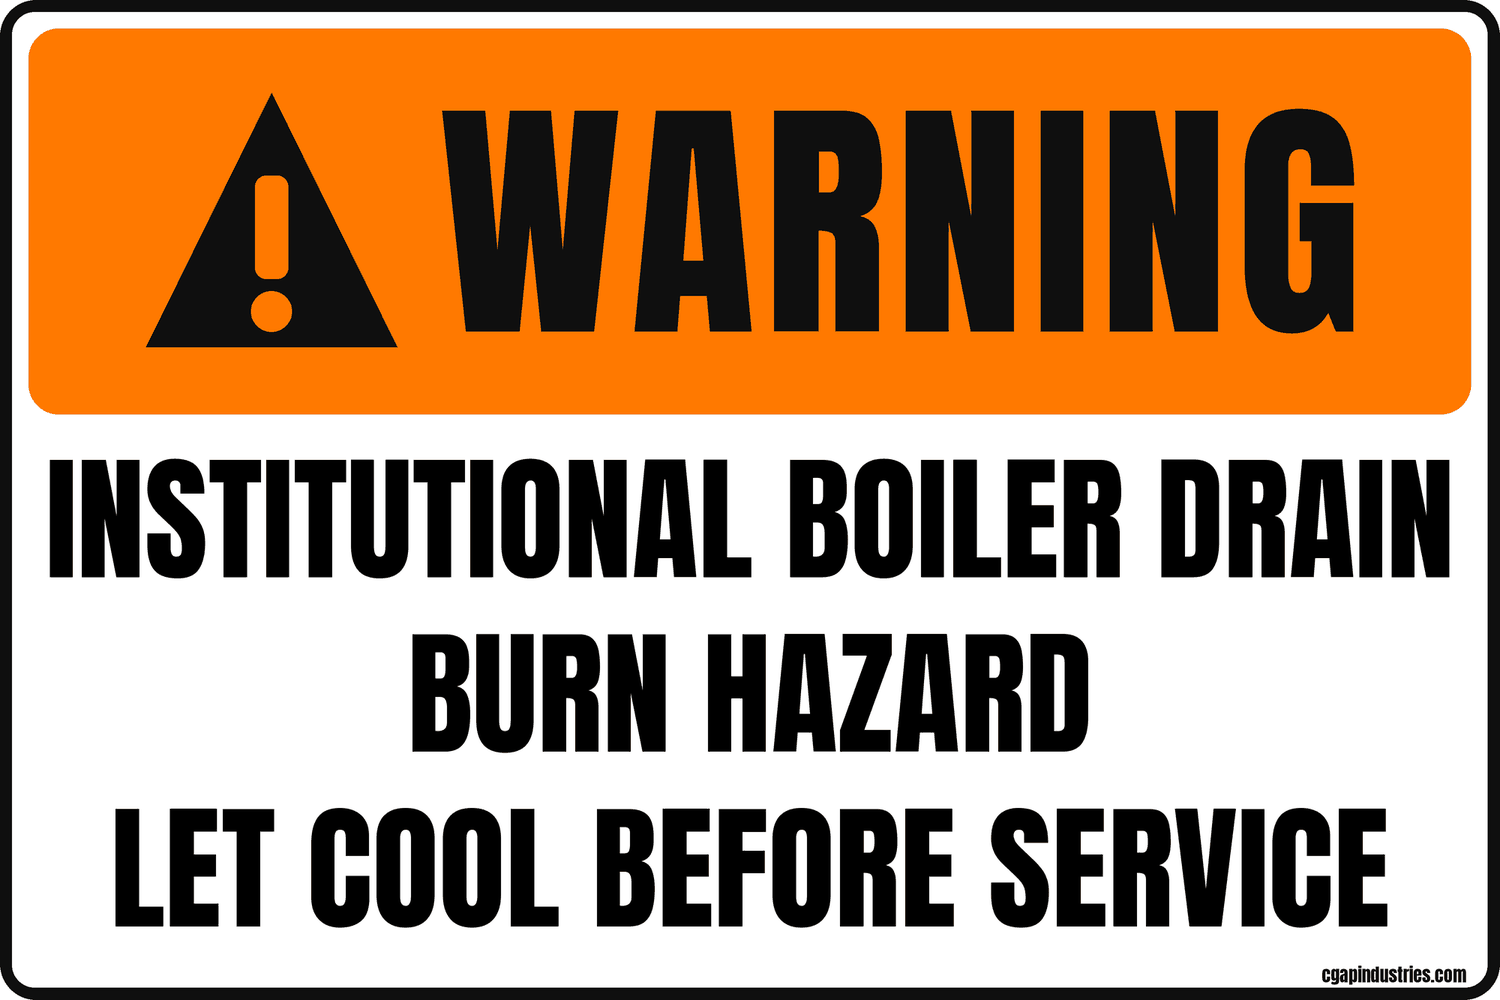 WARNING
INSTITUTIONAL BOILER DRAIN
BURN HAZARD
LET COOL BEFORE SERVICE
cgapindustries.com